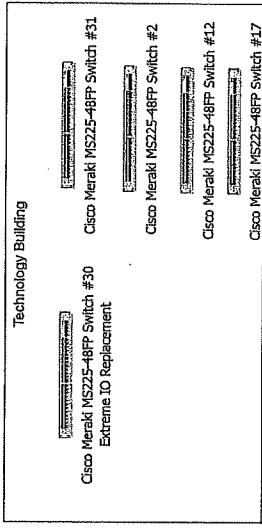 Technology Building
Cisco Meraki MS225-48FP Switch #30
Extreme IO Replacement
Cisco Meraki MS225-48FP Switch #31
Cisco Meraki MS225-48FP Switch #2
Cisco Meraki MS225-48FP Switch #12
Cisco Meraki MS225-48FP Switch #17